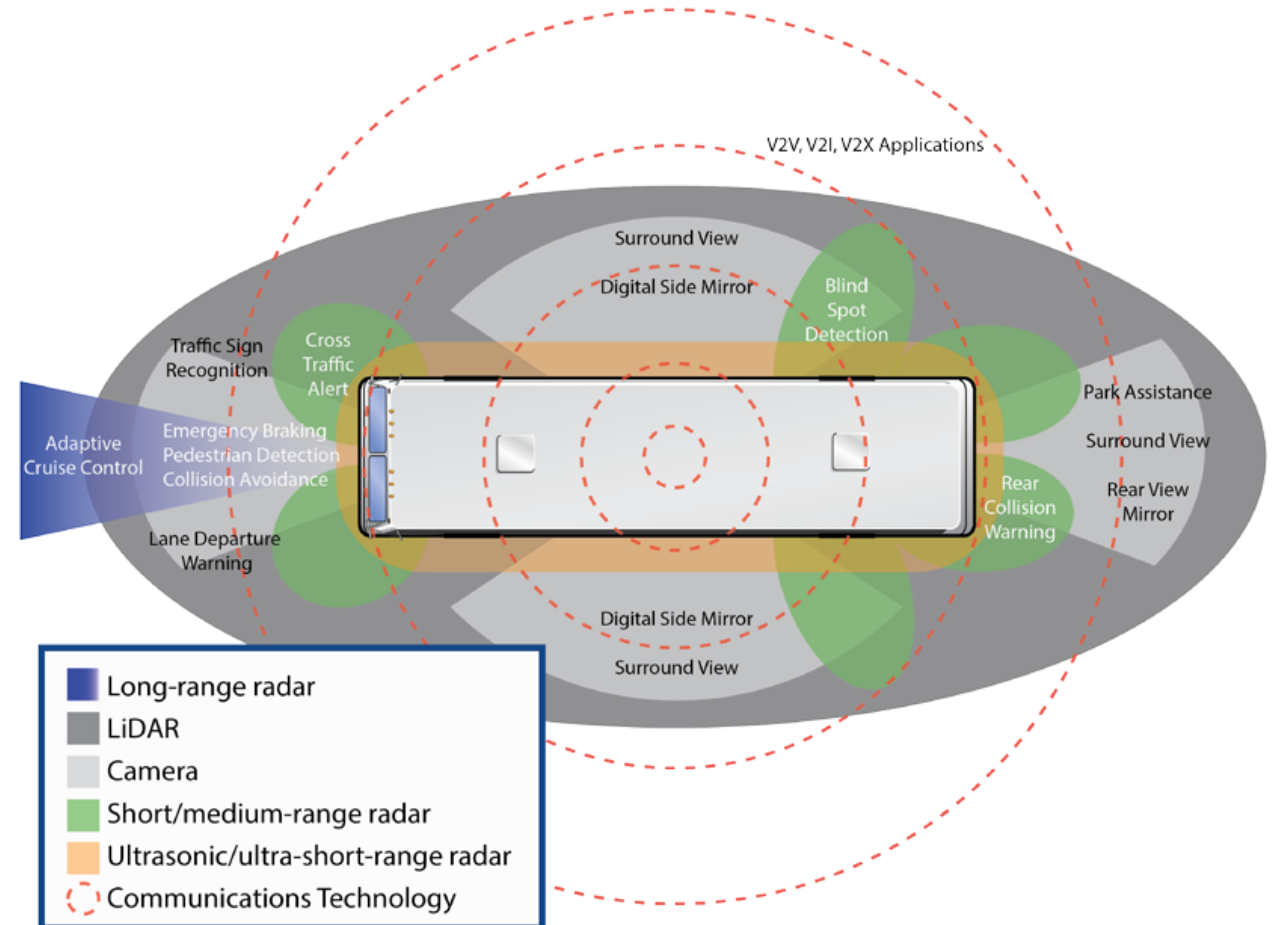 V2V, V2I, V2X Applications
Surround View
Digital Side Mirror
Blind
Spot
Detection
Traffic Sign
Recognition
Cross
Traffic
Alert
Park Assistance
Adaptive
Cruise Control
Emergency Braking
Pedestrian Detection
Collision Avoidance
Surround View
Rear View
Mirror
Rear
Collision
Warning
Lane Departure
Warning
Digital Side Mirror
Surround View
Long-range radar
LiDAR
Camera
Short/medium-range radar
Ultrasonic/ultra-short-range radar
Communications Technology